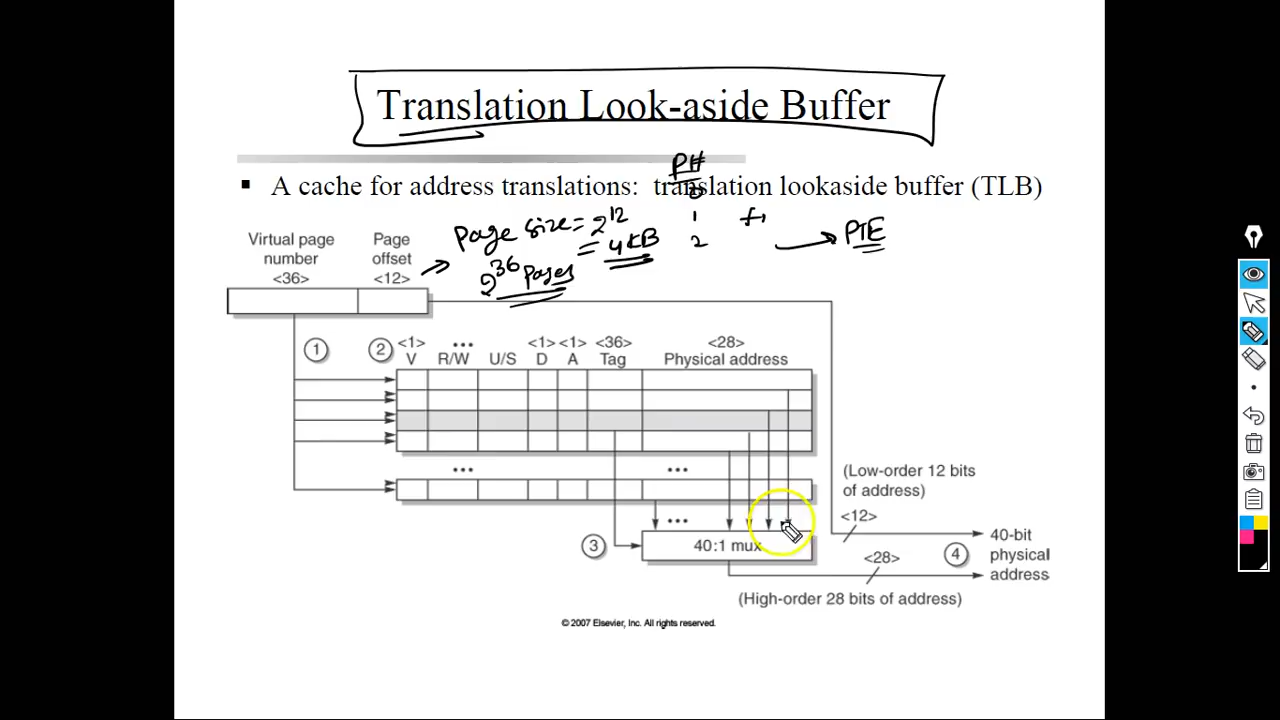 Translation Look-aside Buffer
A cache for address translations: translation lookaside buffer (TLB)
P#
0
1 f1
2
Page size = 2^12
= 4KB
2^36 Pages
PTE
Virtual page number <36>
Page offset <12>
1
2
<1> V
... R/W
U/S
<1> D
<1> A
<36> Tag
<28> Physical address
...
...
...
3
40:1 mux
(Low-order 12 bits of address)
<12>
<28>
4
40-bit physical address
(High-order 28 bits of address)
© 2007 Elsevier, Inc. All rights reserved.